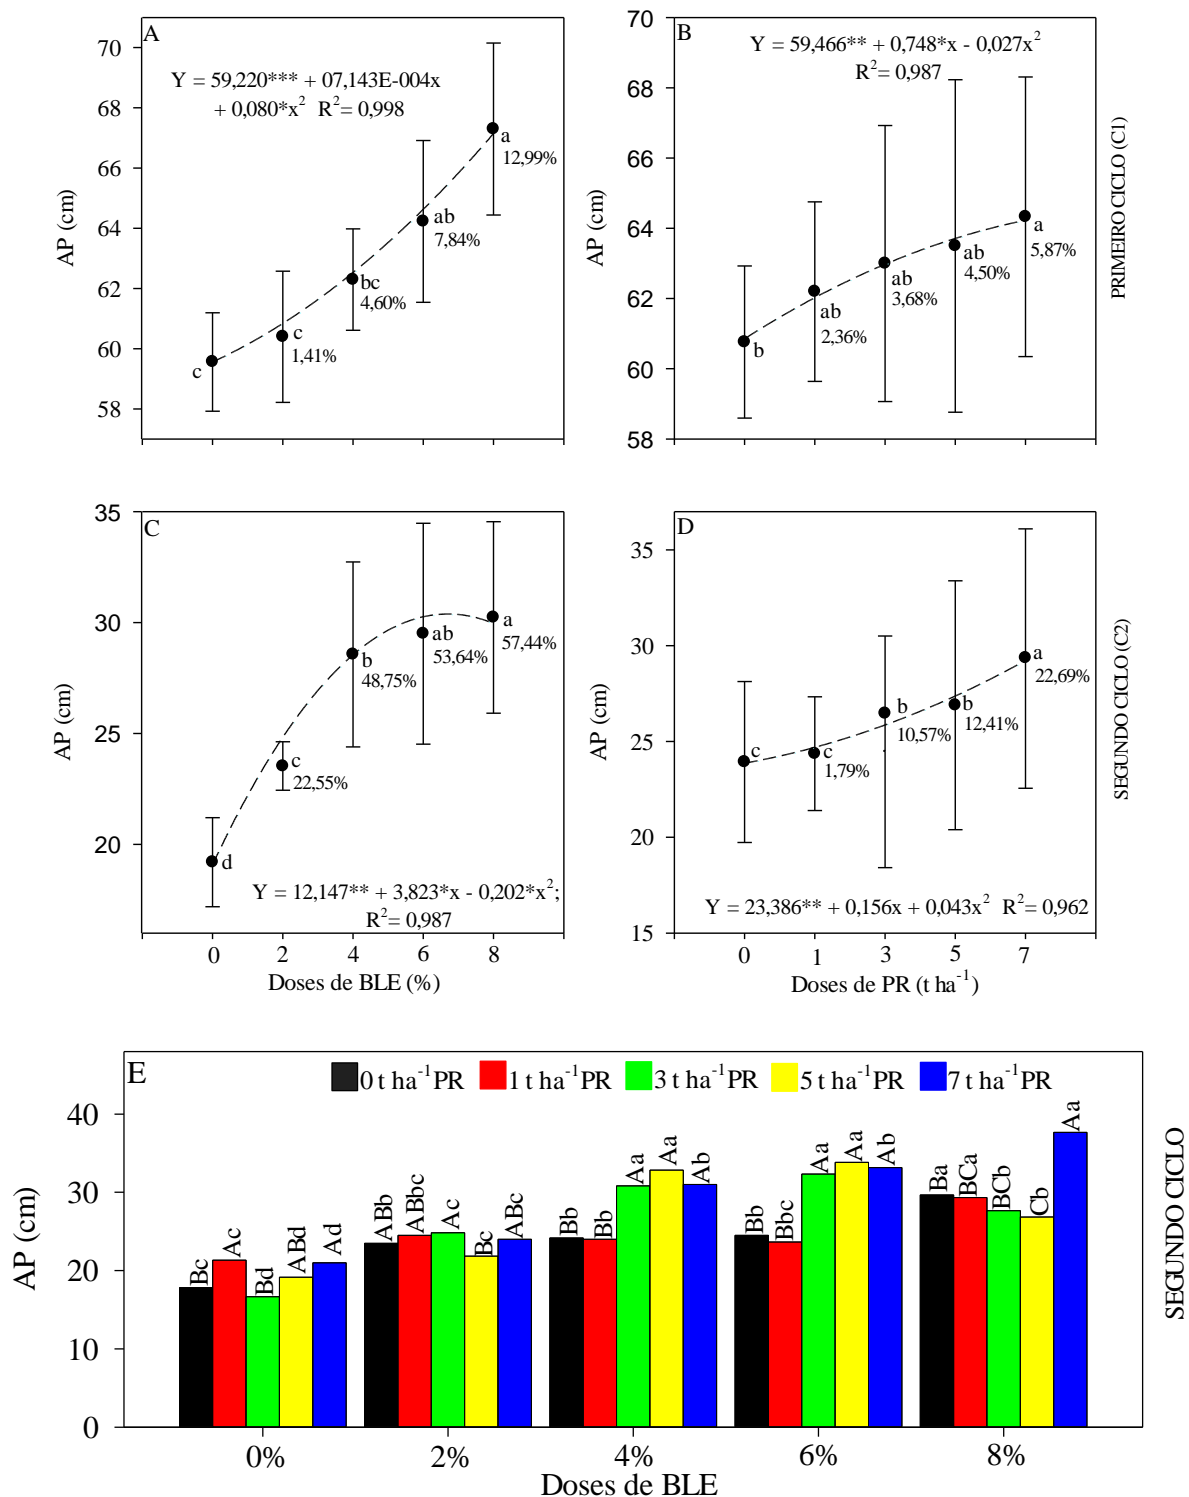 A
Y = 59,220*** + 07,143E-004x
+ 0,080*x² R²= 0,998
AP (cm)
70
68
66
64
62
60
58
c
c
1,41%
bc
4,60%
ab
7,84%
a
12,99%
B
Y = 59,466** + 0,748*x - 0,027x²
R²= 0,987
AP (cm)
70
68
66
64
62
60
58
b
ab
2,36%
ab
3,68%
ab
4,50%
a
5,87%
PRIMEIRO CICLO (C1)
C
AP (cm)
35
30
25
20
d
c
22,55%
b
48,75%
ab
53,64%
a
57,44%
Y = 12,147** + 3,823*x - 0,202*x²;
R²= 0,987
0 2 4 6 8
Doses de BLE (%)
D
AP (cm)
35
30
25
20
15
c
c
1,79%
b
10,57%
b
12,41%
a
22,69%
Y = 23,386** + 0,156x + 0,043x² R²= 0,962
0 1 3 5 7
Doses de PR (t ha⁻¹)
SEGUNDO CICLO (C2)
E
0 t ha⁻¹PR 1 t ha⁻¹PR 3 t ha⁻¹PR 5 t ha⁻¹PR 7 t ha⁻¹PR
AP (cm)
40
30
20
10
0
Bc Ac Bd ABd Ad
ABb ABbc Ac Bc ABc
Bb Bb Aa Aa Ab
Bb Bbc Aa Aa Ab
Ba BCa BCb Cb Aa
0% 2% 4% 6% 8%
Doses de BLE
SEGUNDO CICLO